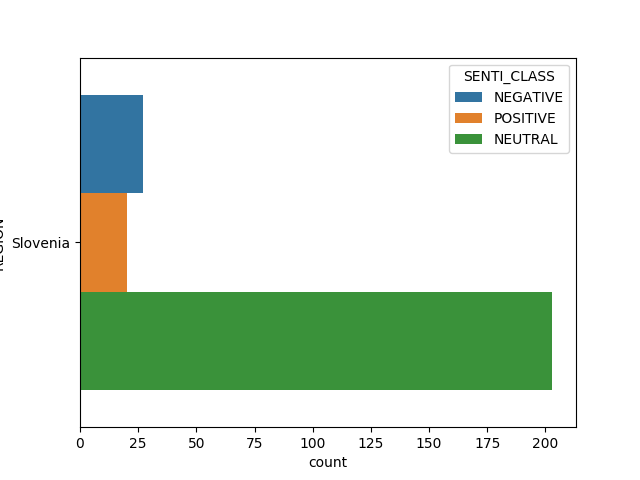 SENTI_CLASS
NEGATIVE
POSITIVE
NEUTRAL
Slovenia
0 25 50 75 100 125 150 175 200
count